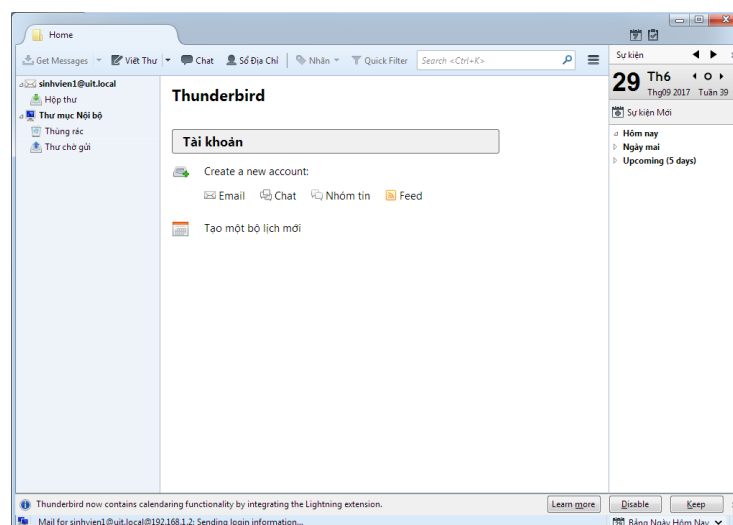 Home
Get Messages
Viết Thư
Chat
Sổ Địa Chỉ
Nhãn
Quick Filter
Search <Ctrl+K>
Sự kiện
29
Th6
Thg09 2017 Tuần 39
Sự kiện Mới
Hôm nay
Ngày mai
Upcoming (5 days)
sinhvien1@uit.local
Hộp thư
Thư mục Nội bộ
Thùng rác
Thư chờ gửi
Thunderbird
Tài khoản
Create a new account:
Email Chat Nhóm tin Feed
Tạo một bộ lịch mới
Thunderbird now contains calendaring functionality by integrating the Lightning extension.
Learn more
Disable
Keep
Mail for sinhvien1@uit.local@192.168.1.2: Sending login information...
Bảng Ngày Hôm Nay